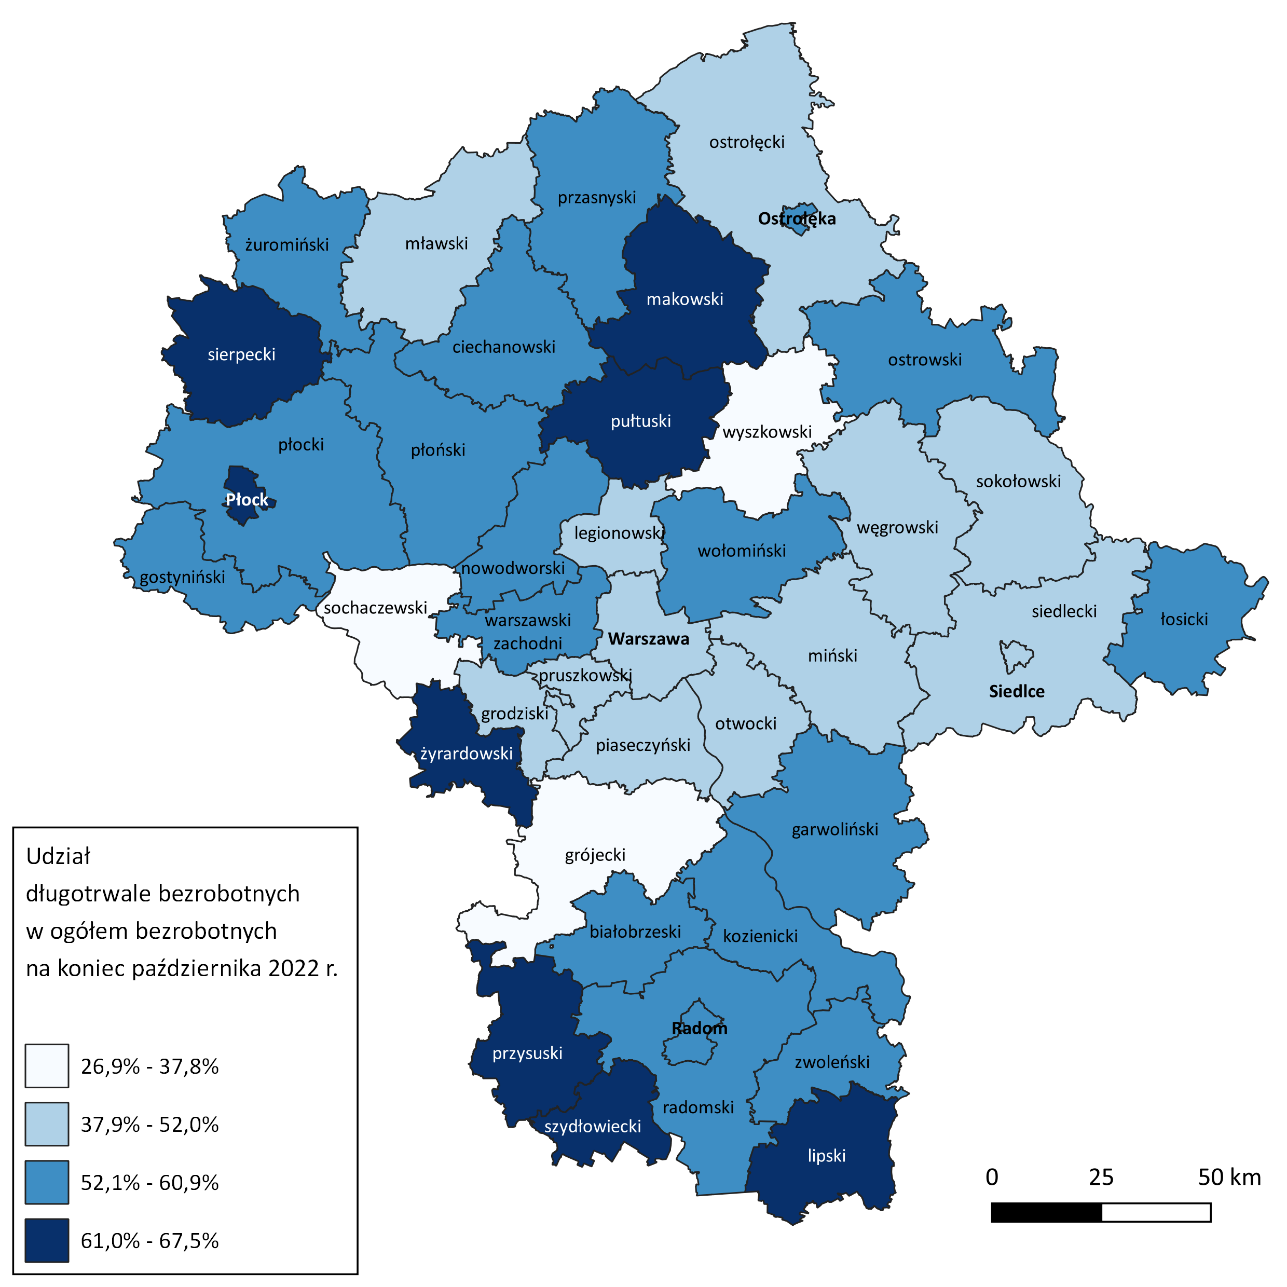 ostrołęcki
przasnyski
Ostrołęka
żuromiński
mławski
makowski
sierpecki
ciechanowski
ostrowski
pułtuski
wyszkowski
płocki
płoński
sokołowski
Płock
węgrowski
legionowski
wołomiński
nowodworski
gostyniński
sochaczewski
siedlecki
łosicki
warszawski
zachodni
Warszawa
miński
pruszkowski
Siedlce
grodziski
otwocki
piaseczyński
żyrardowski
garwoliński
grójecki
białobrzeski
kozienicki
Radom
przysuski
zwoleński
radomski
szydłowiecki
lipski
Udział
długotrwale bezrobotnych
w ogółem bezrobotnych
na koniec października 2022 r.
26,9% - 37,8%
37,9% - 52,0%
52,1% - 60,9%
61,0% - 67,5%
0 25 50 km